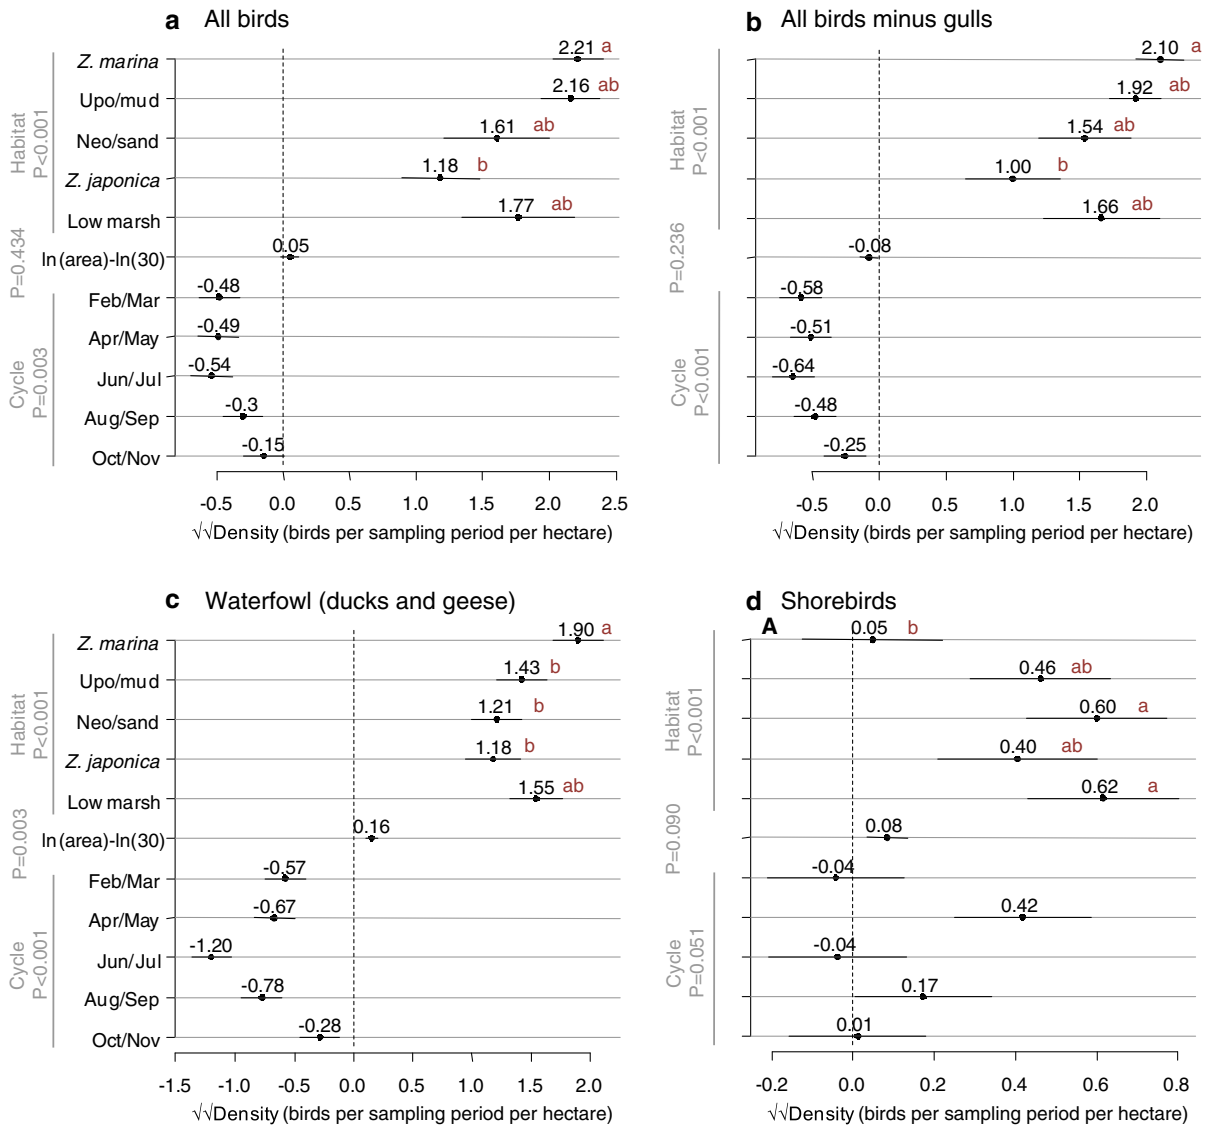 a All birds
Habitat
P<0.001
P=0.434
Cycle
P=0.003
Z. marina 2.21 a
Upo/mud 2.16 ab
Neo/sand 1.61 ab
Z. japonica 1.18 b
Low marsh 1.77 ab
ln(area)-ln(30) 0.05
Feb/Mar -0.48
Apr/May -0.49
Jun/Jul -0.54
Aug/Sep -0.3
Oct/Nov -0.15
-0.5 0.0 0.5 1.0 1.5 2.0 2.5
√√Density (birds per sampling period per hectare)
b All birds minus gulls
Habitat
P<0.001
P=0.236
Cycle
P<0.001
2.10 a
1.92 ab
1.54 ab
1.00 b
1.66 ab
-0.08
-0.58
-0.51
-0.64
-0.48
-0.25
-0.5 0.0 0.5 1.0 1.5 2.0
√√Density (birds per sampling period per hectare)
c Waterfowl (ducks and geese)
Habitat
P<0.001
P=0.003
Cycle
P<0.001
Z. marina 1.90 a
Upo/mud 1.43 b
Neo/sand 1.21 b
Z. japonica 1.18 b
Low marsh 1.55 ab
ln(area)-ln(30) 0.16
Feb/Mar -0.57
Apr/May -0.67
Jun/Jul -1.20
Aug/Sep -0.78
Oct/Nov -0.28
-1.5 -1.0 -0.5 0.0 0.5 1.0 1.5 2.0
√√Density (birds per sampling period per hectare)
d Shorebirds
A
Habitat
P<0.001
P=0.090
Cycle
P=0.051
0.05 b
0.46 ab
0.60 a
0.40 ab
0.62 a
0.08
-0.04
0.42
-0.04
0.17
0.01
-0.2 0.0 0.2 0.4 0.6 0.8
√√Density (birds per sampling period per hectare)